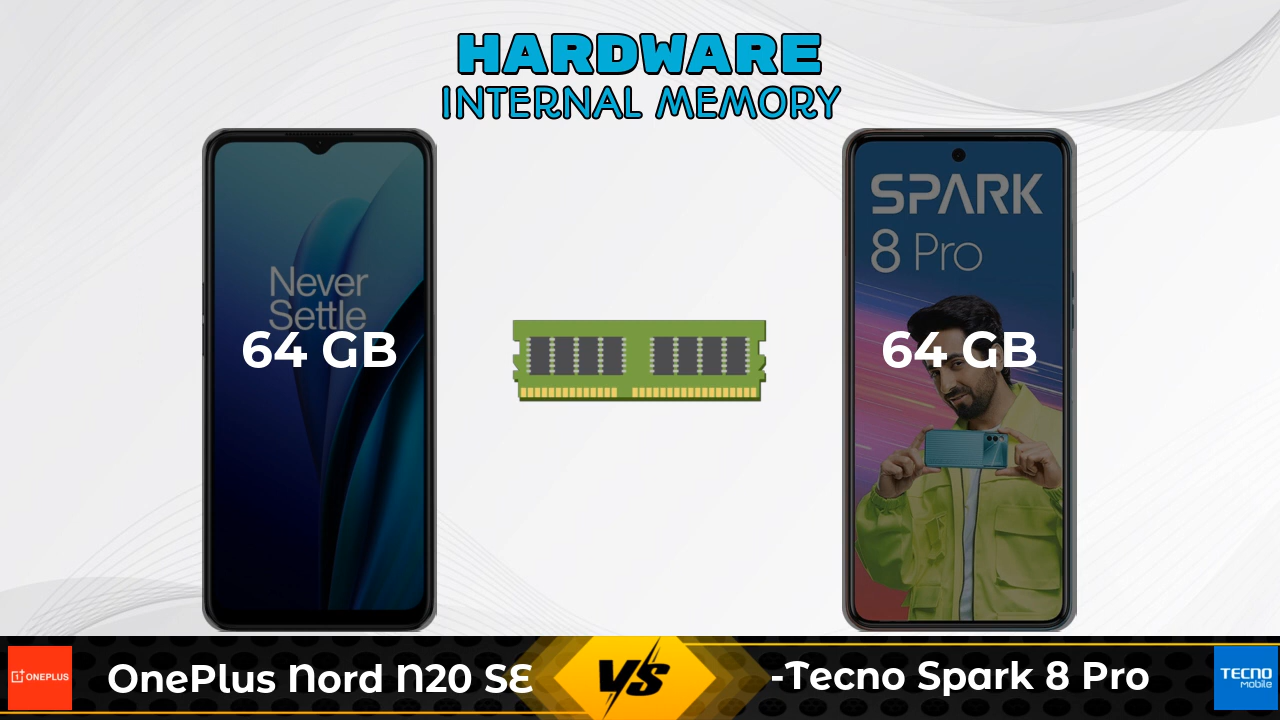 HARDWARE
INTERNAL MEMORY
Never
Settle
64 GB
SPARK
8 Pro
64 GB
ONEPLUS
OnePlus Nord N20 SE
VS
-Tecno Spark 8 Pro
TECNO
mobile